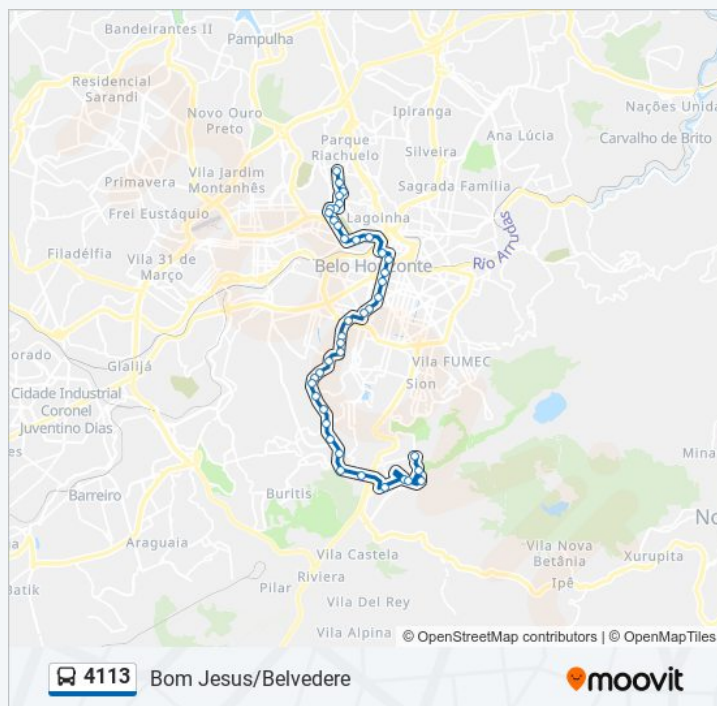 Bandeirantes II
Pampulha
Residencial
Sarandi
Novo Ouro
Preto
Ipiranga
Nações Unida
Ana Lúcia
Carvalho de Brito
Parque
Riachuelo
Silveira
Vila Jardim
Montanhês
Primavera
Sagrada Família
Frei Eustáquio
Lagoinha
Filadélfia
Vila 31 de
Março
Belo Horizonte
Rio Arrudas
orado
Glalijá
Vila FUMEC
Sion
Cidade Industrial
Coronel
Juventino Dias
es
Mina
Barreiro
Buritis
No
Araguaia
Vila Castela
Vila Nova
Betânia
Xurupita
Riviera
Ipê
Batik
Pilar
Vila Del Rey
Vila Alpina
© OpenStreetMap contributors | © OpenMapTiles
4113 Bom Jesus/Belvedere
moovit